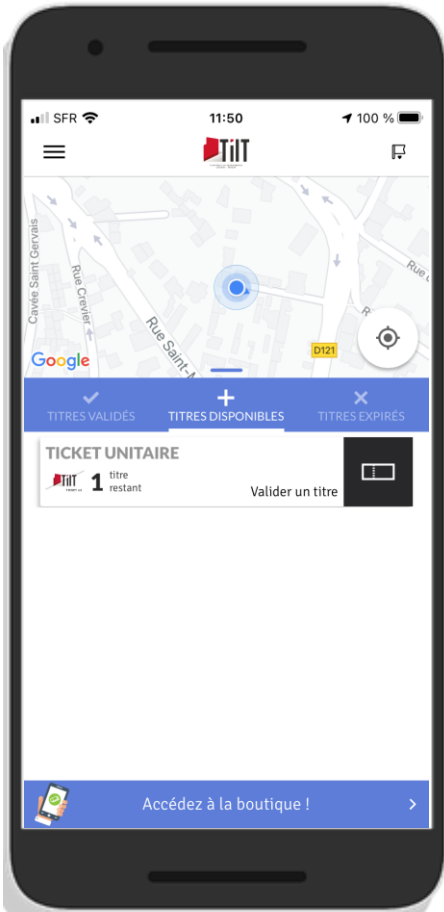 SFR
11:50
100 %
TilT
Cavée Saint Gervais
Rue Crevier
Rue Saint-
Rue
D121
Google
TITRES VALIDÉS
TITRES DISPONIBLES
TITRES EXPIRÉS
TICKET UNITAIRE
TilT
1 titre
restant
Valider un titre
Accédez à la boutique !